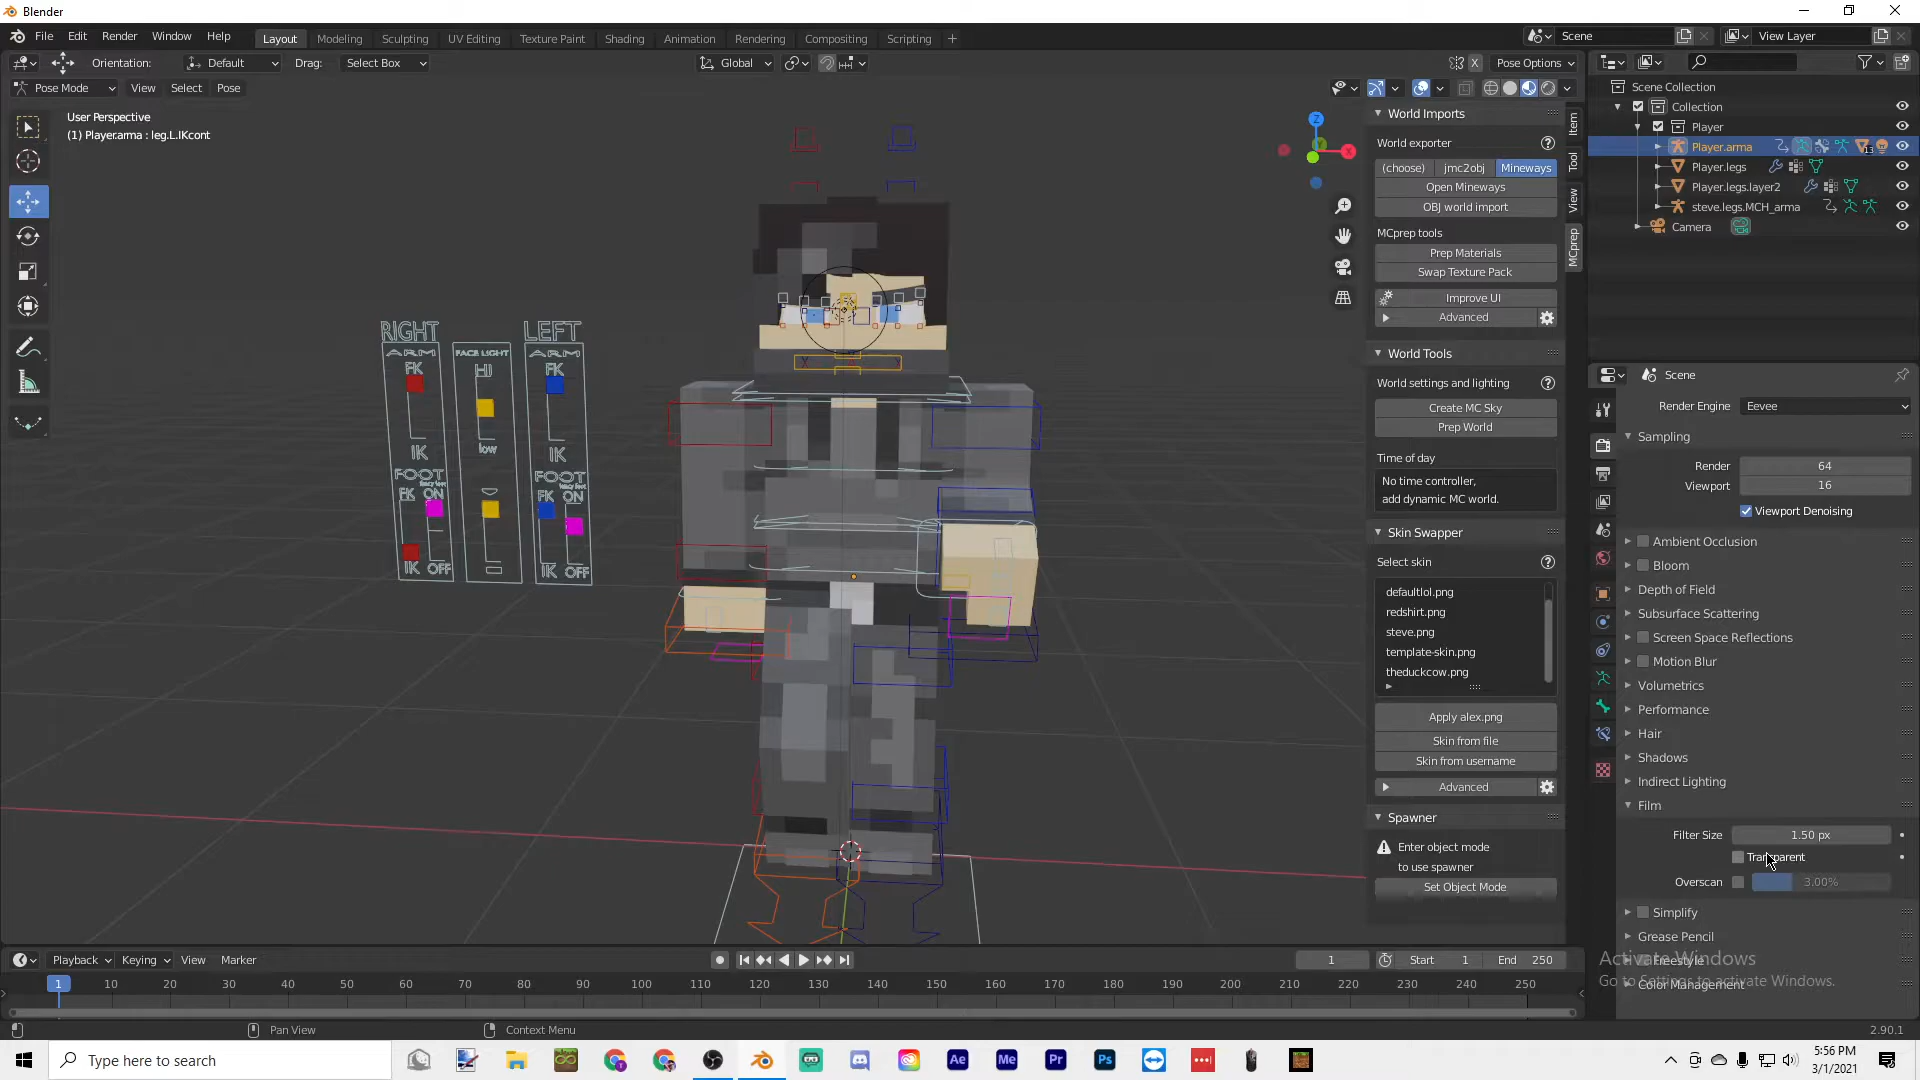 Blender
File Edit Render Window Help
Layout Modeling Sculpting UV Editing Texture Paint Shading Animation Rendering Compositing Scripting +
Scene
View Layer
Orientation: Default Drag: Select Box
Global
X Pose Options
Pose Mode View Select Pose
User Perspective
(1) Player.arma : leg.L.IKcont
Z
X
RIGHT
ARM
FK
IK
FOOT
FK ON
IK OFF
FACE LIGHT
HI
low
LEFT
ARM
FK
IK
FOOT
FK ON
IK OFF
World Imports
World exporter
(choose) jmc2obj Mineways
Open Mineways
OBJ world import
MCprep tools
Prep Materials
Swap Texture Pack
Improve UI
Advanced
World Tools
World settings and lighting
Create MC Sky
Prep World
Time of day
No time controller,
add dynamic MC world.
Skin Swapper
Select skin
defaultlol.png
redshirt.png
steve.png
template-skin.png
theduckcow.png
Apply alex.png
Skin from file
Skin from username
Advanced
Spawner
Enter object mode
to use spawner
Set Object Mode
Item
Tool
View
MCprep
Scene Collection
Collection
Player
Player.arma
13
Player.legs
Player.legs.layer2
steve.legs.MCH_arma
Camera
Scene
Render Engine Eevee
Sampling
Render 64
Viewport 16
Viewport Denoising
Ambient Occlusion
Bloom
Depth of Field
Subsurface Scattering
Screen Space Reflections
Motion Blur
Volumetrics
Performance
Hair
Shadows
Indirect Lighting
Film
Filter Size 1.50 px
Transparent
Overscan 3.00%
Simplify
Grease Pencil
Freestyle
Color Management
Activate Windows
Go to Settings to activate Windows.
Playback Keying View Marker
1 Start 1 End 250
1 10 20 30 40 50 60 70 80 90 100 110 120 130 140 150 160 170 180 190 200 210 220 230 240 250
Pan View Context Menu
2.90.1
Type here to search
Ae Me Pr Ps
5:56 PM
3/1/2021